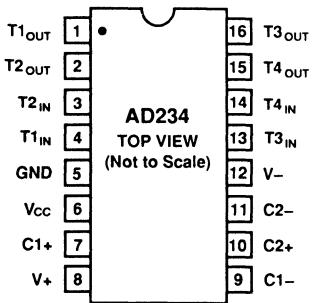 T1OUT 1 16 T3OUT
T2OUT 2 15 T4OUT
T2IN 3 14 T4IN
T1IN 4 13 T3IN
GND 5 12 V–
VCC 6 11 C2–
C1+ 7 10 C2+
V+ 8 9 C1–
AD234
TOP VIEW
(Not to Scale)